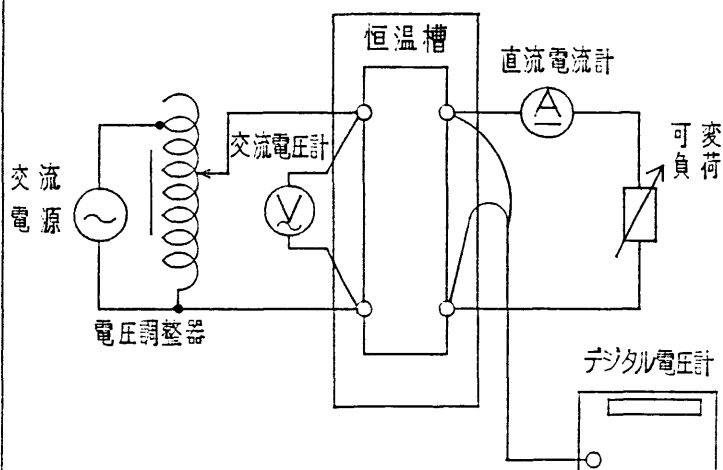 恒温槽
直流電流計
A
可変
負荷
交流電圧計
V
交流
電源
電圧調整器
デジタル電圧計